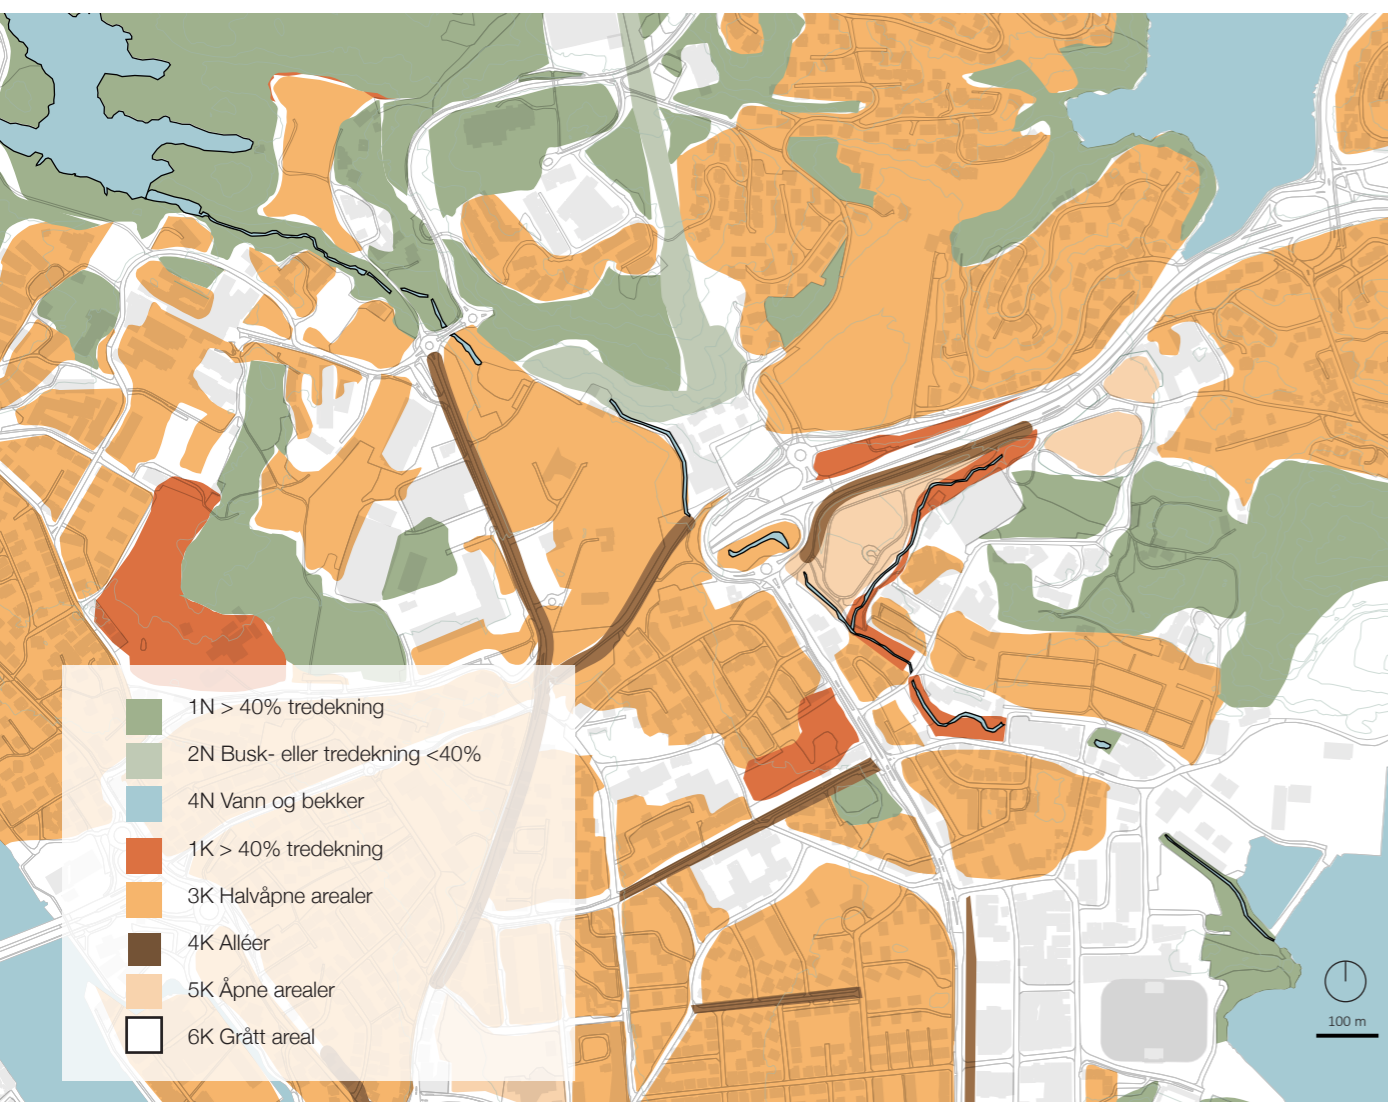 1N > 40% tredekning
2N Busk- eller tredekning <40%
4N Vann og bekker
1K > 40% tredekning
3K Halvåpne arealer
4K Alléer
5K Åpne arealer
6K Grått areal
100 m